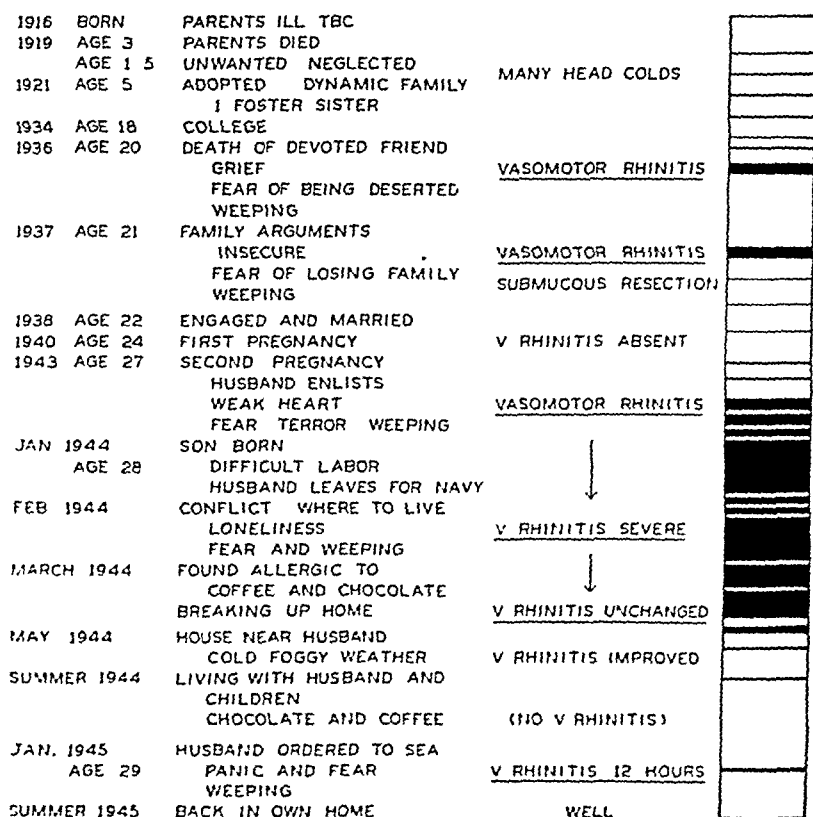 1916 BORN PARENTS ILL TBC
1919 AGE 3 PARENTS DIED
AGE 1 5 UNWANTED NEGLECTED
MANY HEAD COLDS
1921 AGE 5 ADOPTED DYNAMIC FAMILY
1 FOSTER SISTER
1934 AGE 18 COLLEGE
1936 AGE 20 DEATH OF DEVOTED FRIEND
GRIEF VASOMOTOR RHINITIS
FEAR OF BEING DESERTED
WEEPING
1937 AGE 21 FAMILY ARGUMENTS
INSECURE VASOMOTOR RHINITIS
FEAR OF LOSING FAMILY
WEEPING SUBMUCOUS RESECTION
1938 AGE 22 ENGAGED AND MARRIED
1940 AGE 24 FIRST PREGNANCY V RHINITIS ABSENT
1943 AGE 27 SECOND PREGNANCY
HUSBAND ENLISTS
WEAK HEART VASOMOTOR RHINITIS
FEAR TERROR WEEPING
JAN 1944 SON BORN
AGE 28 DIFFICULT LABOR
HUSBAND LEAVES FOR NAVY
FEB 1944 CONFLICT WHERE TO LIVE
LONELINESS V RHINITIS SEVERE
FEAR AND WEEPING
MARCH 1944 FOUND ALLERGIC TO
COFFEE AND CHOCOLATE
BREAKING UP HOME V RHINITIS UNCHANGED
MAY 1944 HOUSE NEAR HUSBAND
COLD FOGGY WEATHER V RHINITIS IMPROVED
SUMMER 1944 LIVING WITH HUSBAND AND
CHILDREN
CHOCOLATE AND COFFEE (NO V RHINITIS)
JAN. 1945 HUSBAND ORDERED TO SEA
AGE 29 PANIC AND FEAR V RHINITIS 12 HOURS
WEEPING
SUMMER 1945 BACK IN OWN HOME WELL